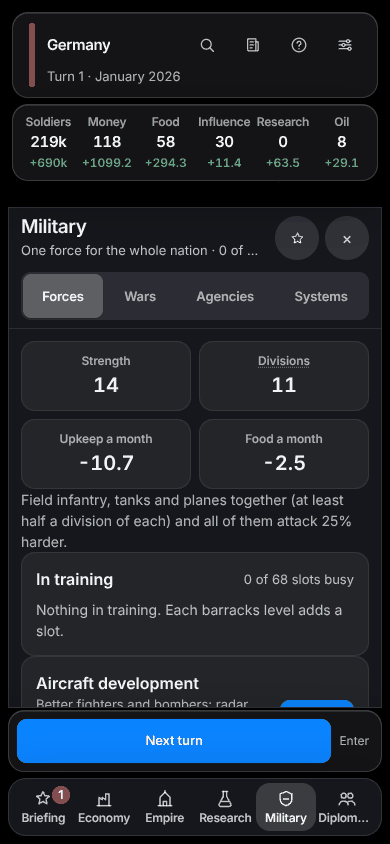 Germany
Turn 1 · January 2026
Soldiers Money Food Influence Research Oil
219k 118 58 30 0 8
+690k +1099.2 +294.3 +11.4 +63.5 +29.1
Military
One force for the whole nation · 0 of ...
Forces Wars Agencies Systems
Strength Divisions
14 11
Upkeep a month Food a month
-10.7 -2.5
Field infantry, tanks and planes together (at least
half a division of each) and all of them attack 25%
harder.
In training 0 of 68 slots busy
Nothing in training. Each barracks level adds a
slot.
Aircraft development
Better fighters and bombers: radar
Next turn Enter
1
Briefing Economy Empire Research Military Diplom...